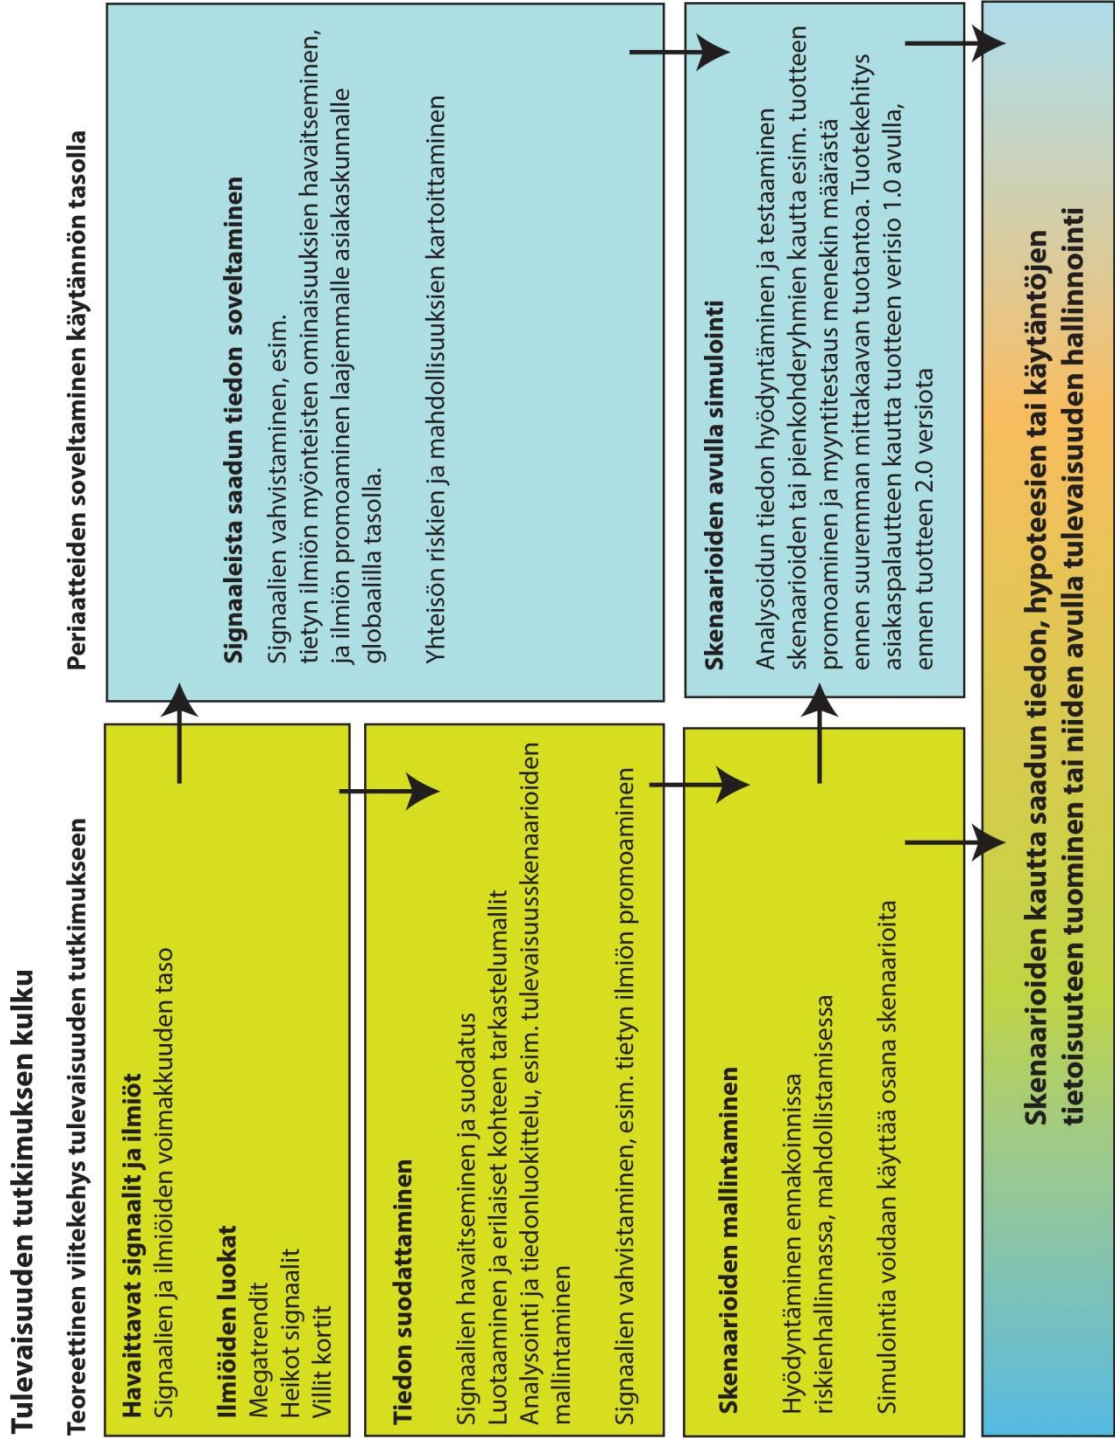 Tulevaisuuden tutkimuksen kulku
Teoreettinen viitekehys tulevaisuuden tutkimukseen
Havaittavat signaalit ja ilmiöt
Signaalien ja ilmiöiden voimakkuuden taso
Ilmiöiden luokat
Megatrendit
Heikot signaalit
Villit kortit
Tiedon suodattaminen
Signaalien havaitseminen ja suodatus
Luotaaminen ja erilaiset kohteen tarkastelumallit
Analysointi ja tiedonluokittelu, esim. tulevaisuusskenaarioiden
mallintaminen
Signaalien vahvistaminen, esim. tietyn ilmiön promoaminen
Skenaarioiden mallintaminen
Hyödyntäminen ennakoinnissa
riskienhallinnassa, mahdollistamisessa
Simulointia voidaan käyttää osana skenaarioita
Periaatteiden soveltaminen käytännön tasolla
Signaaleista saadun tiedon soveltaminen
Signaalien vahvistaminen, esim.
tietyn ilmiön myönteisten ominaisuuksien havaitseminen,
ja ilmiön promoaminen laajemmalle asiakaskunnalle
globaalilla tasolla.
Yhteisön riskien ja mahdollisuuksien kartoittaminen
Skenaarioiden avulla simulointi
Analysoidun tiedon hyödyntäminen ja testaaminen
skenaarioiden tai pienkohderyhmien kautta esim. tuotteen
promoaminen ja myyntitestaus menekin määrästä
ennen suuremman mittakaavan tuotantoa. Tuotekehitys
asiakaspalautteen kautta tuotteen verisio 1.0 avulla,
ennen tuotteen 2.0 versiota
Skenaarioiden kautta saadun tiedon, hypoteesien tai käytäntöjen
tietoisuuteen tuominen tai niiden avulla tulevaisuuden hallinnointi